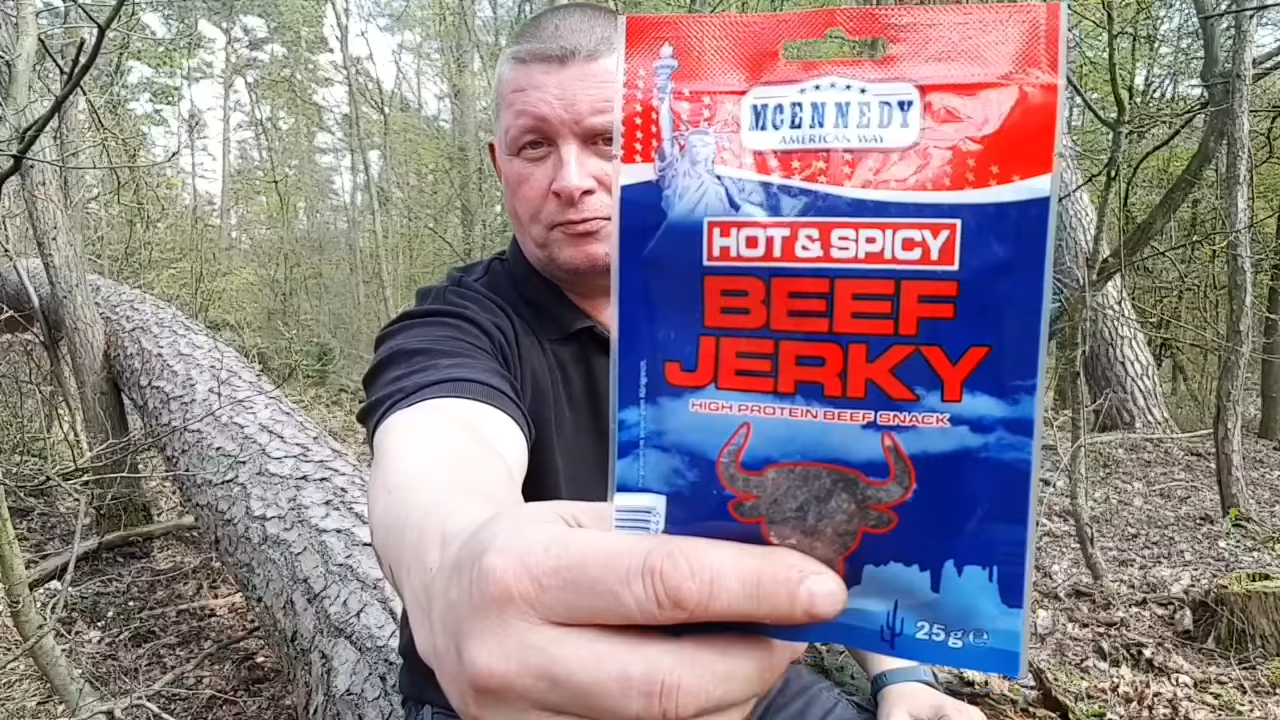 MCENNEDY
AMERICAN WAY
HOT & SPICY
BEEF
JERKY
HIGH PROTEIN BEEF SNACK
25g e